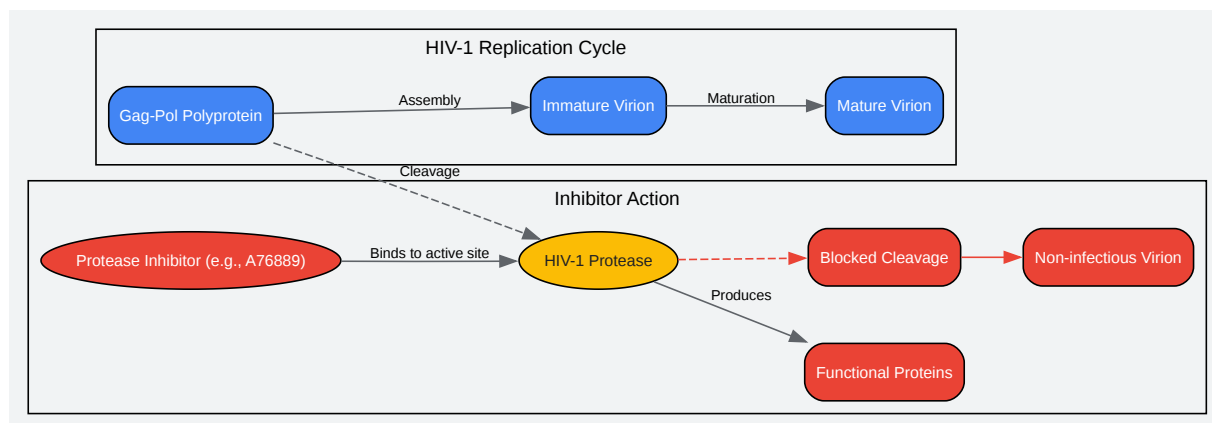 HIV-1 Replication Cycle
Gag-Pol Polyprotein
Assembly
Immature Virion
Maturation
Mature Virion
Cleavage
Inhibitor Action
Protease Inhibitor (e.g., A76889)
Binds to active site
HIV-1 Protease
Blocked Cleavage
Non-infectious Virion
Produces
Functional Proteins